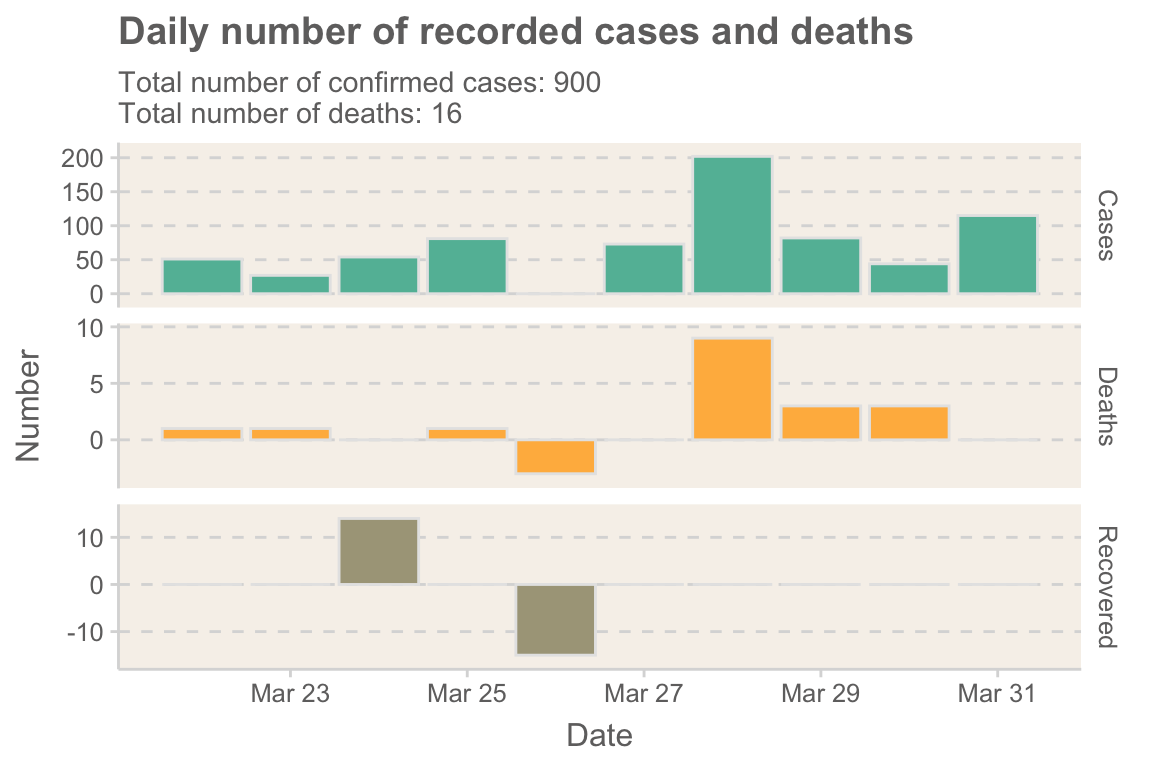 Daily number of recorded cases and deaths
Total number of confirmed cases: 900
Total number of deaths: 16
200
150
100
50
0
Cases
10
5
0
Deaths
Number
10
0
-10
Recovered
Mar 23
Mar 25
Mar 27
Mar 29
Mar 31
Date